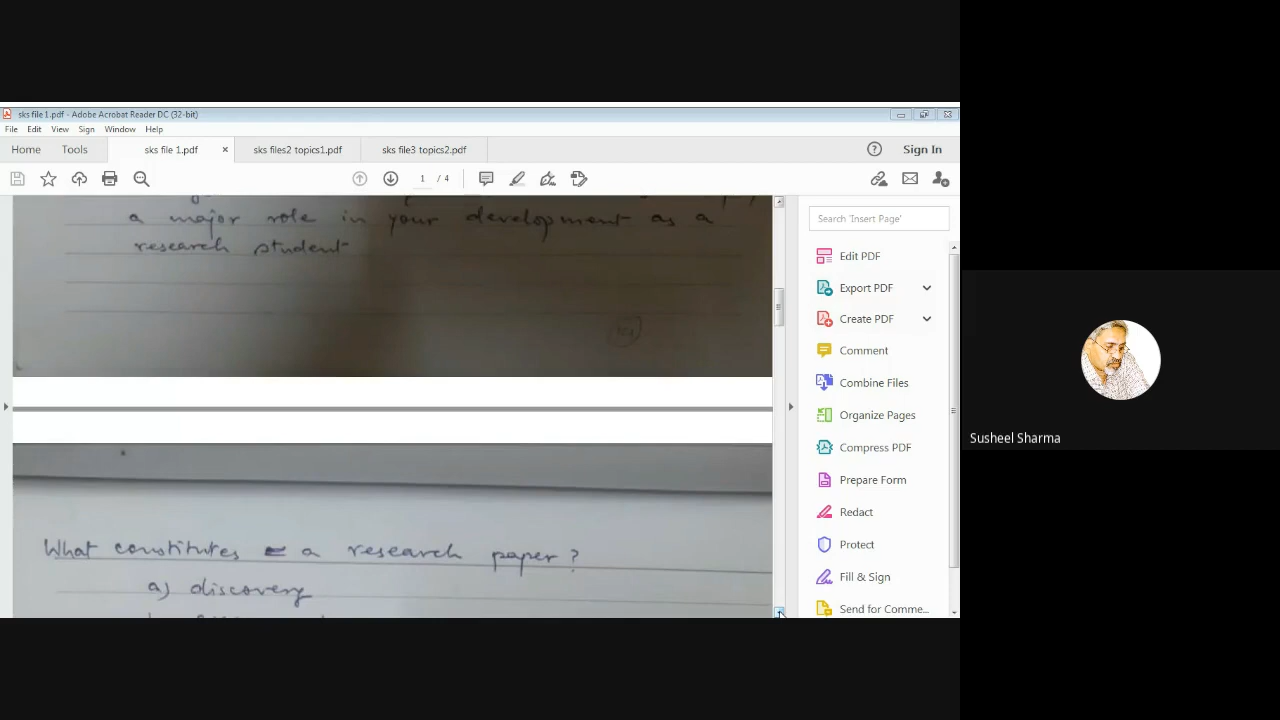 sks file 1.pdf - Adobe Acrobat Reader DC (32-bit)
File Edit View Sign Window Help
Home Tools sks file 1.pdf × sks files2 topics1.pdf sks file3 topics2.pdf Sign In
1 / 4
a major role in your development as a
research student
What constitutes a research paper?
a) discovery
Search 'Insert Page'
Edit PDF
Export PDF
Create PDF
Comment
Combine Files
Organize Pages
Compress PDF
Prepare Form
Redact
Protect
Fill & Sign
Send for Comme...
Susheel Sharma